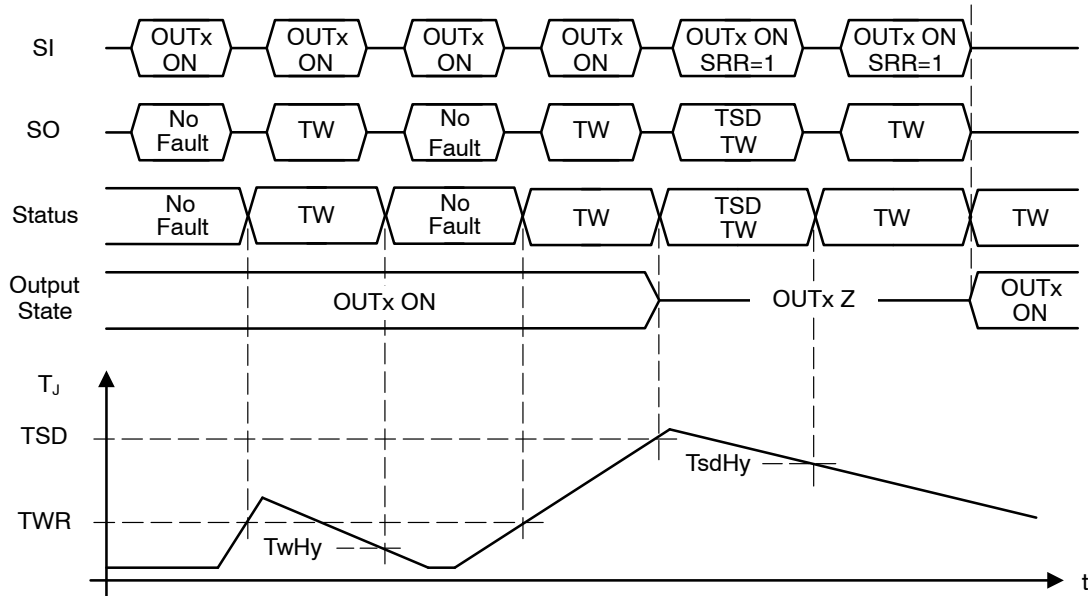 SI
OUTx
ON
OUTx
ON
OUTx
ON
OUTx
ON
OUTx ON
SRR=1
OUTx ON
SRR=1
SO
No
Fault
TW
No
Fault
TW
TSD
TW
TW
Status
No
Fault
TW
No
Fault
TW
TSD
TW
TW
TW
Output
State
OUTx ON
OUTx Z
OUTx
ON
TJ
TSD
TsdHy
TWR
TwHy
t